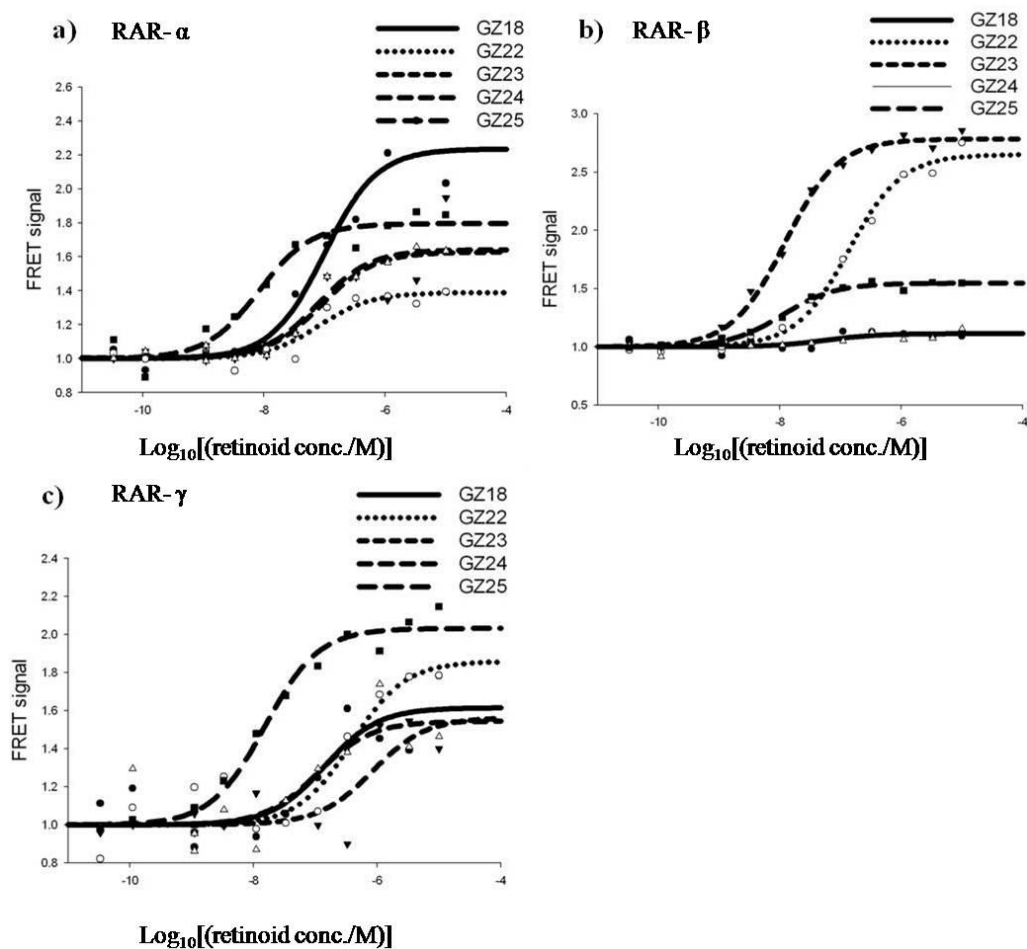 a) RAR- α
GZ18
GZ22
GZ23
GZ24
GZ25
FRET signal
2.6
2.4
2.2
2.0
1.8
1.6
1.4
1.2
1.0
0.8
-10 -8 -6 -4
Log10[(retinoid conc./M)]
b) RAR- β
GZ18
GZ22
GZ23
GZ24
GZ25
FRET signal
3.0
2.5
2.0
1.5
1.0
0.5
-10 -8 -6 -4
Log10[(retinoid conc./M)]
c) RAR- γ
GZ18
GZ22
GZ23
GZ24
GZ25
FRET signal
2.4
2.2
2.0
1.8
1.6
1.4
1.2
1.0
0.8
-10 -8 -6 -4
Log10[(retinoid conc./M)]